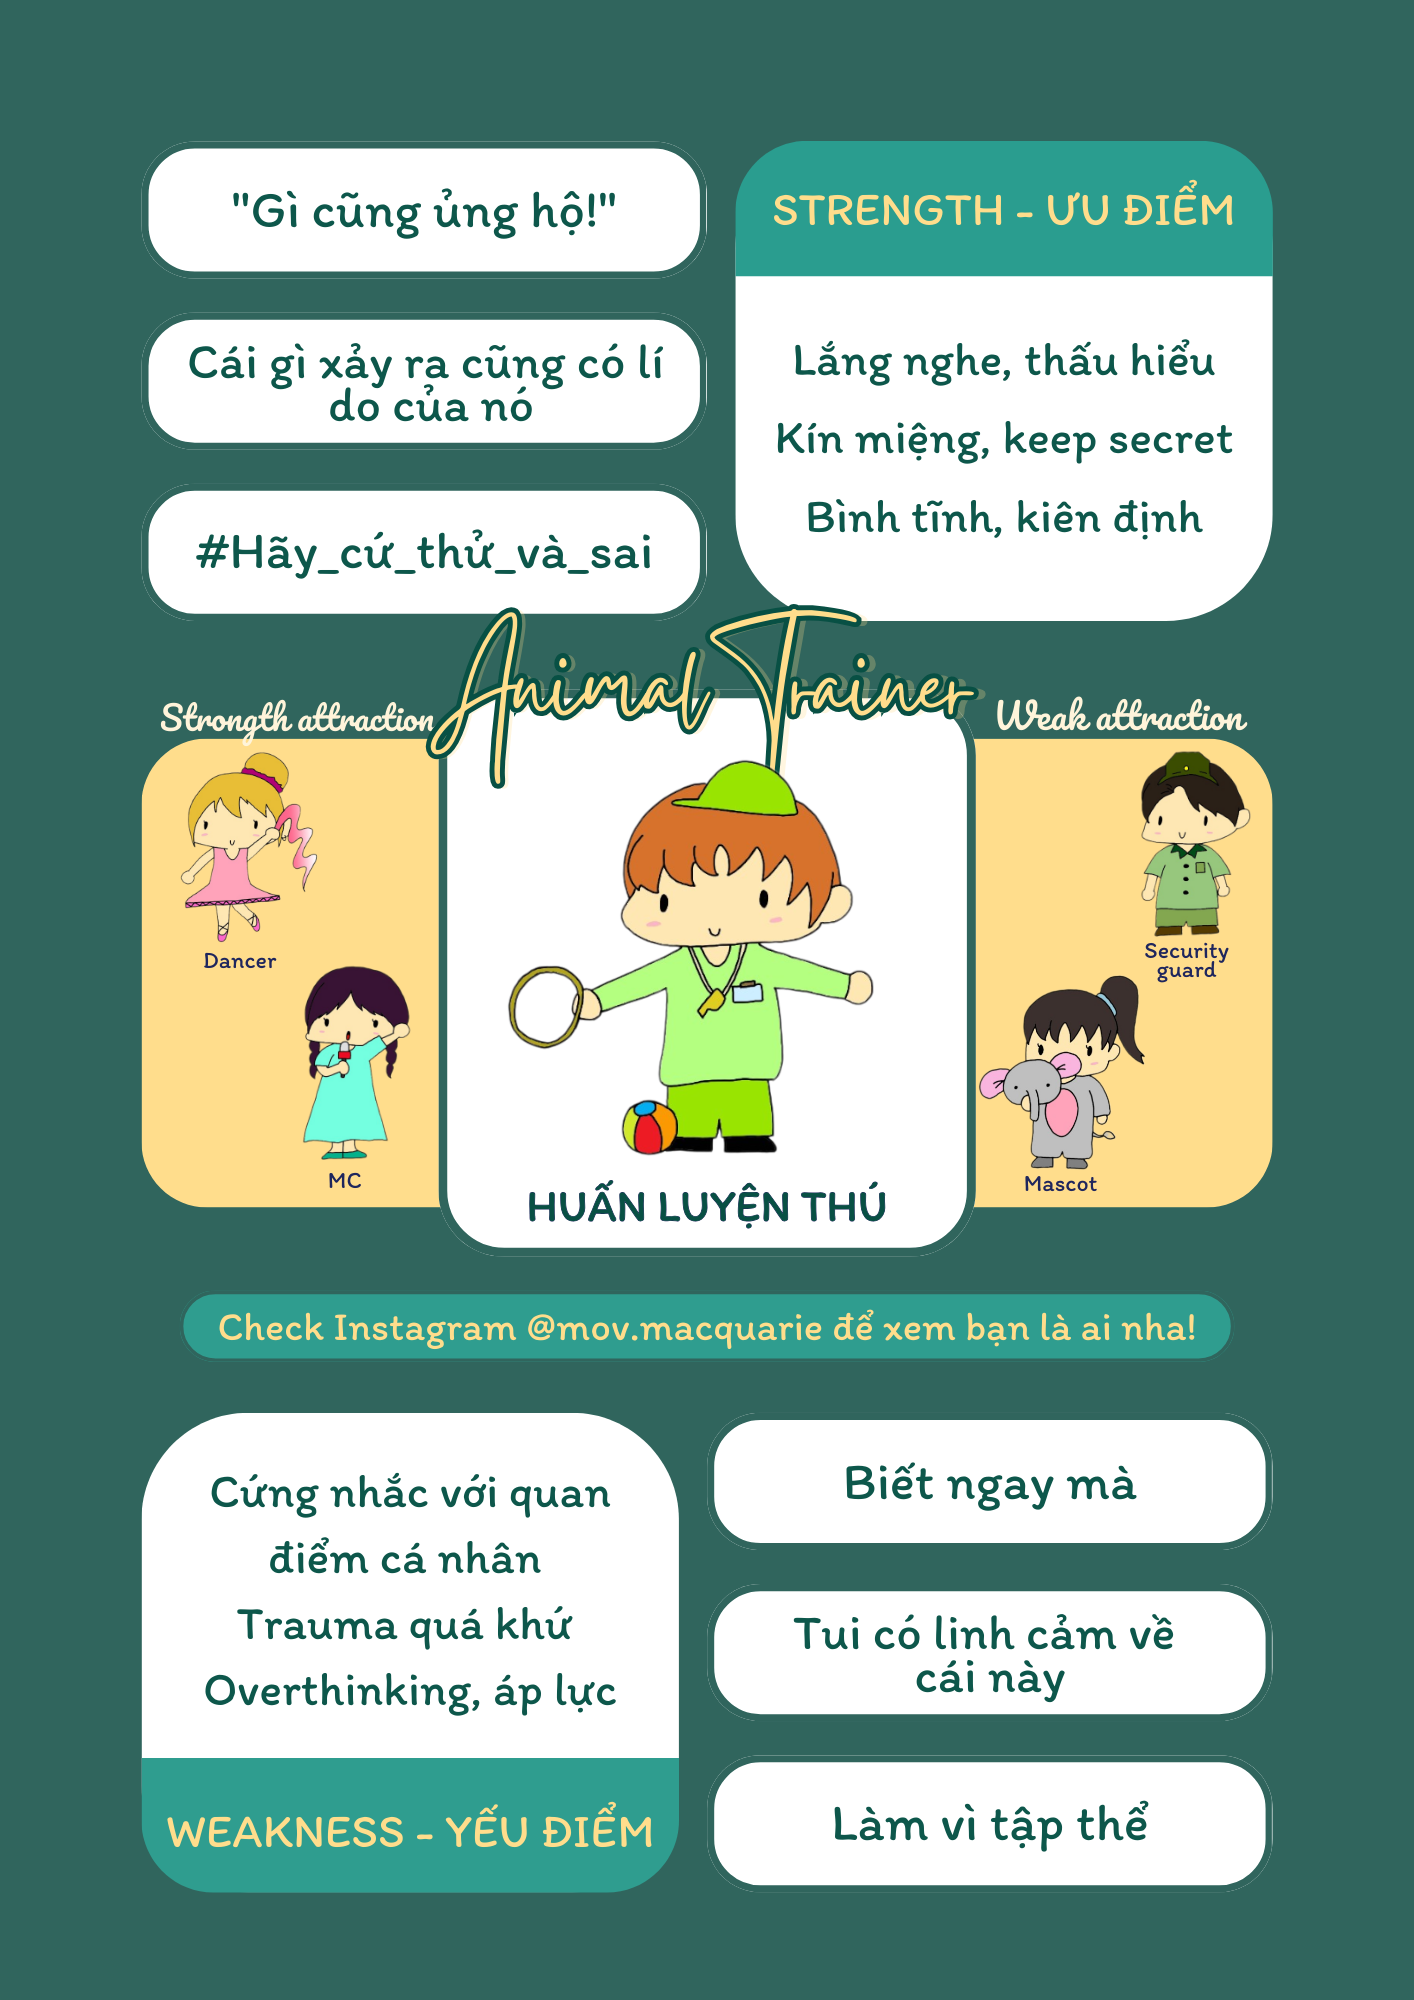 "Gì cũng ủng hộ!"
Cái gì xảy ra cũng có lí
do của nó
#Hãy_cứ_thử_và_sai
STRENGTH - ƯU ĐIỂM
Lắng nghe, thấu hiểu
Kín miệng, keep secret
Bình tĩnh, kiên định
Animal Trainer
Strongth attraction
Dancer
MC
HUẤN LUYỆN THÚ
Weak attraction
Security
guard
Mascot
Check Instagram @mov.macquarie để xem bạn là ai nha!
Cứng nhắc với quan
điểm cá nhân
Trauma quá khứ
Overthinking, áp lực
WEAKNESS - YẾU ĐIỂM
Biết ngay mà
Tui có linh cảm về
cái này
Làm vì tập thể